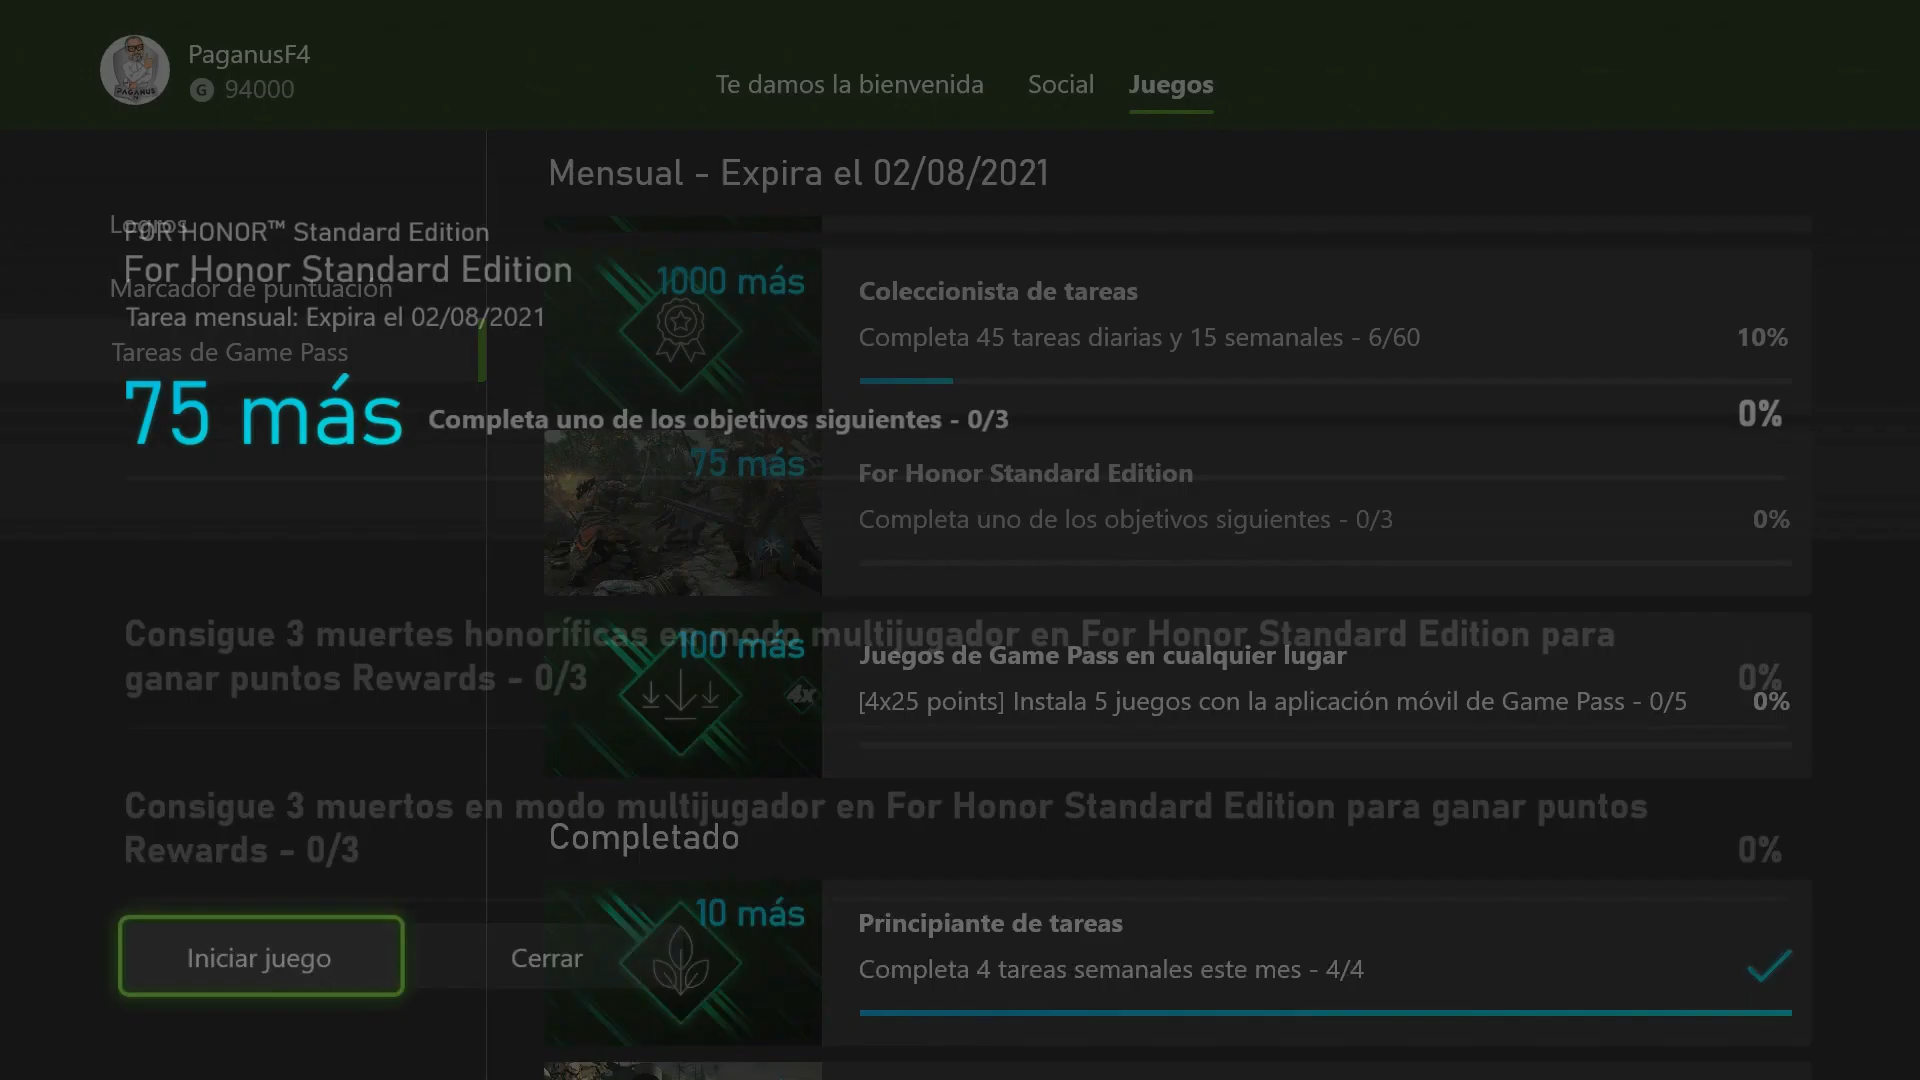 PaganusF4
G 94000
Te damos la bienvenida
Social
Juegos
Logros
Marcador de puntuación
Tareas de Game Pass
FOR HONOR™ Standard Edition
For Honor Standard Edition
Tarea mensual: Expira el 02/08/2021
75 más
Completa uno de los objetivos siguientes - 0/3
0%
Consigue 3 muertes honoríficas en modo multijugador en For Honor Standard Edition para
ganar puntos Rewards - 0/3
0%
Consigue 3 muertos en modo multijugador en For Honor Standard Edition para ganar puntos
Rewards - 0/3
0%
Iniciar juego
Cerrar
Mensual - Expira el 02/08/2021
1000 más
Coleccionista de tareas
Completa 45 tareas diarias y 15 semanales - 6/60
10%
75 más
For Honor Standard Edition
Completa uno de los objetivos siguientes - 0/3
0%
100 más
4x
Juegos de Game Pass en cualquier lugar
[4x25 points] Instala 5 juegos con la aplicación móvil de Game Pass - 0/5
0%
Completado
10 más
Principiante de tareas
Completa 4 tareas semanales este mes - 4/4
PAGANUS